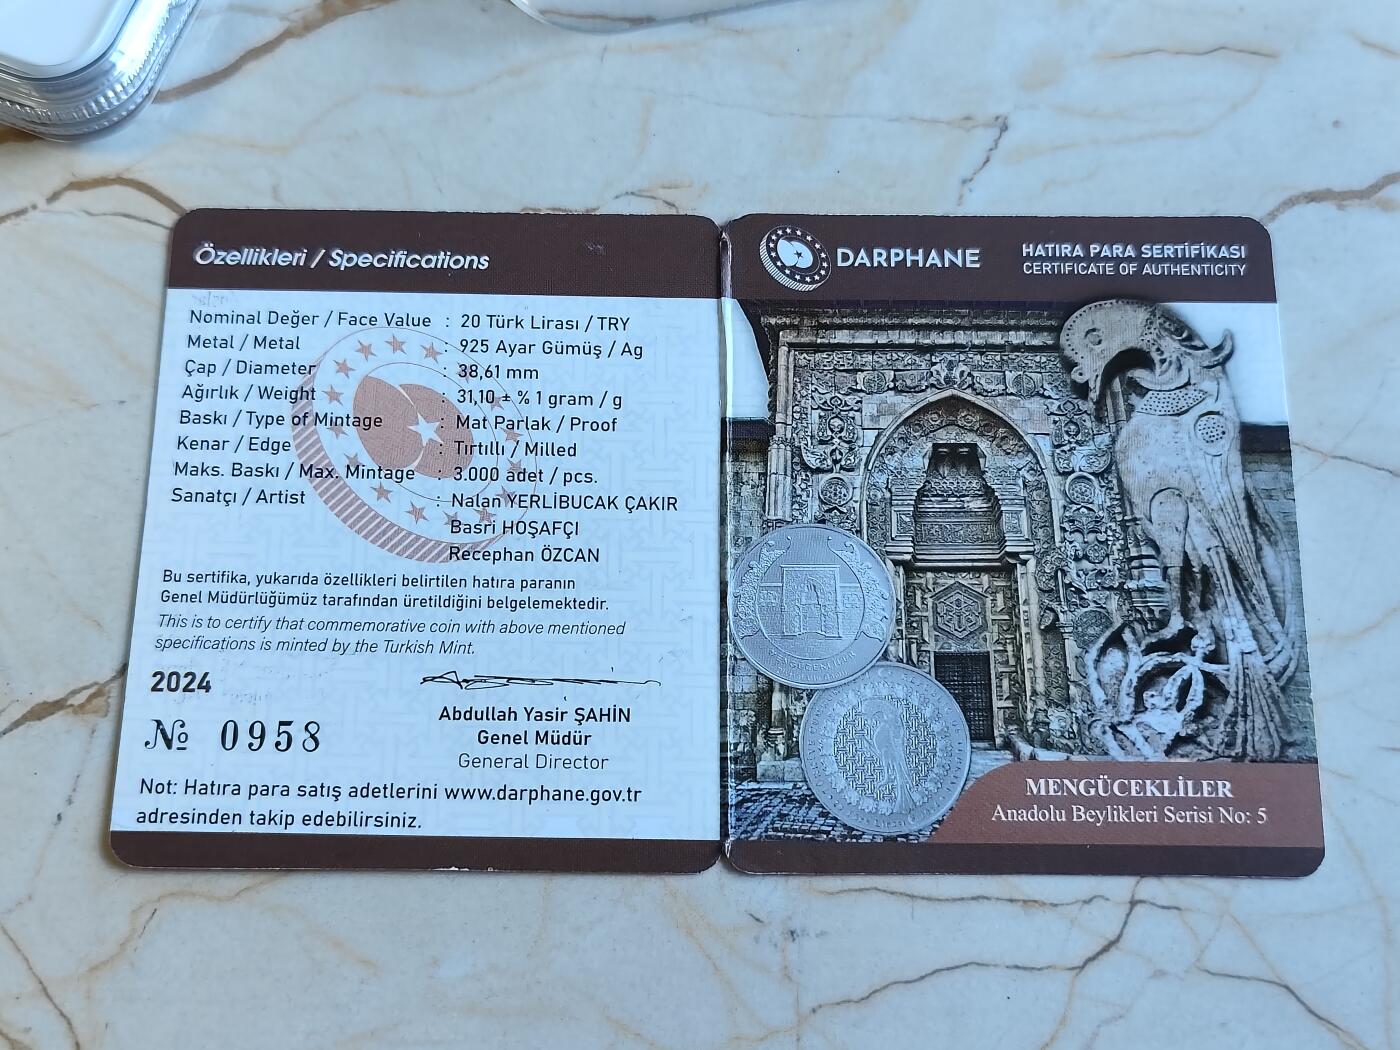 Özellikleri / Specifications
Nominal Değer / Face Value : 20 Türk Lirası / TRY
Metal / Metal : 925 Ayar Gümüş / Ag
Çap / Diameter : 38,61 mm
Ağırlık / Weight : 31,10 ± % 1 gram / g
Baskı / Type of Mintage : Mat Parlak / Proof
Kenar / Edge : Tırtıllı / Milled
Maks. Baskı / Max. Mintage : 3.000 adet / pcs.
Sanatçı / Artist : Nalan YERLİBUCAK ÇAKIR
Basri HOŞAFÇI
Recephan ÖZCAN
Bu sertifika, yukarıda özellikleri belirtilen hatıra paranın
Genel Müdürlüğümüz tarafından üretildiğini belgelemektedir.
This is to certify that commemorative coin with above mentioned
specifications is minted by the Turkish Mint.
2024
№ 0958
Abdullah Yasir ŞAHİN
Genel Müdür
General Director
Not: Hatıra para satış adetlerini www.darphane.gov.tr
adresinden takip edebilirsiniz.
DARPHANE
HATIRA PARA SERTİFİKASI
CERTIFICATE OF AUTHENTICITY
MENGÜCEKLİLER
Anadolu Beylikleri Serisi No: 5